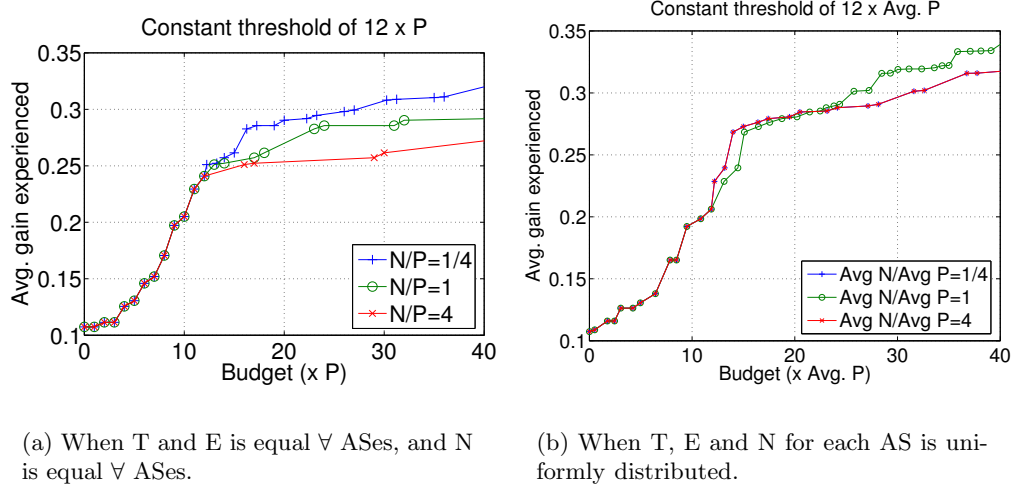 Constant threshold of 12 x P
Avg. gain experienced
0.35
0.3
0.25
0.2
0.15
0.1
0
10
20
30
40
Budget (x P)
N/P=1/4
N/P=1
N/P=4
(a) When T and E is equal ∀ ASes, and N
is equal ∀ ASes.
Constant threshold of 12 x Avg. P
Avg. gain experienced
0.35
0.3
0.25
0.2
0.15
0.1
0
10
20
30
40
Budget (x Avg. P)
Avg N/Avg P=1/4
Avg N/Avg P=1
Avg N/Avg P=4
(b) When T, E and N for each AS is uni-
formly distributed.